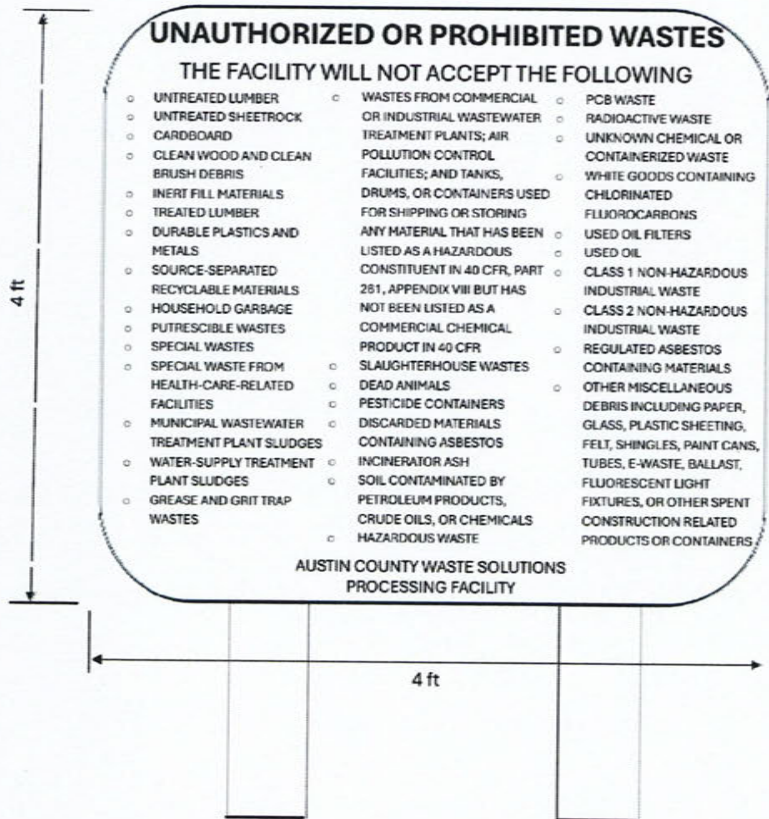 UNAUTHORIZED OR PROHIBITED WASTES
THE FACILITY WILL NOT ACCEPT THE FOLLOWING
○ UNTREATED LUMBER
○ UNTREATED SHEETROCK
○ CARDBOARD
○ CLEAN WOOD AND CLEAN
BRUSH DEBRIS
○ INERT FILL MATERIALS
○ TREATED LUMBER
○ DURABLE PLASTICS AND
METALS
○ SOURCE-SEPARATED
RECYCLABLE MATERIALS
○ HOUSEHOLD GARBAGE
○ PUTRESCIBLE WASTES
○ SPECIAL WASTES
○ SPECIAL WASTE FROM
HEALTH-CARE-RELATED
FACILITIES
○ MUNICIPAL WASTEWATER
TREATMENT PLANT SLUDGES
○ WATER-SUPPLY TREATMENT
PLANT SLUDGES
○ GREASE AND GRIT TRAP
WASTES
○ WASTES FROM COMMERCIAL
OR INDUSTRIAL WASTEWATER
TREATMENT PLANTS; AIR
POLLUTION CONTROL
FACILITIES; AND TANKS,
DRUMS, OR CONTAINERS USED
FOR SHIPPING OR STORING
ANY MATERIAL THAT HAS BEEN
LISTED AS A HAZARDOUS
CONSTITUENT IN 40 CFR, PART
261, APPENDIX VIII BUT HAS
NOT BEEN LISTED AS A
COMMERCIAL CHEMICAL
PRODUCT IN 40 CFR
○ SLAUGHTERHOUSE WASTES
○ DEAD ANIMALS
○ PESTICIDE CONTAINERS
○ DISCARDED MATERIALS
CONTAINING ASBESTOS
○ INCINERATOR ASH
○ SOIL CONTAMINATED BY
PETROLEUM PRODUCTS,
CRUDE OILS, OR CHEMICALS
○ HAZARDOUS WASTE
○ PCB WASTE
○ RADIOACTIVE WASTE
○ UNKNOWN CHEMICAL OR
CONTAINERIZED WASTE
○ WHITE GOODS CONTAINING
CHLORINATED
FLUOROCARBONS
○ USED OIL FILTERS
○ USED OIL
○ CLASS 1 NON-HAZARDOUS
INDUSTRIAL WASTE
○ CLASS 2 NON-HAZARDOUS
INDUSTRIAL WASTE
○ REGULATED ASBESTOS
CONTAINING MATERIALS
○ OTHER MISCELLANEOUS
DEBRIS INCLUDING PAPER,
GLASS, PLASTIC SHEETING,
FELT, SHINGLES, PAINT CANS,
TUBES, E-WASTE, BALLAST,
FLUORESCENT LIGHT
FIXTURES, OR OTHER SPENT
CONSTRUCTION RELATED
PRODUCTS OR CONTAINERS
AUSTIN COUNTY WASTE SOLUTIONS
PROCESSING FACILITY
4 ft
4 ft